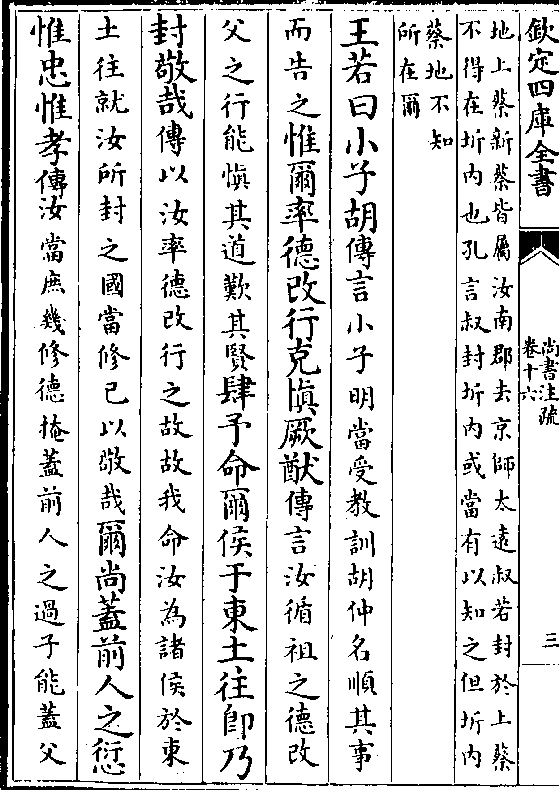 欽定四庫全書
尚書注疏
卷十六
三
地上蔡新蔡皆屬汝南郡去京師太遠叔若封於上蔡
不得在圻内也孔言叔封圻内或當有以知之但圻内
蔡地不知
所在爾
王若曰小子胡傳言小子明當受教訓胡仲名順其事
而告之惟爾率德改行克慎厥猷傳言汝循祖之德改
父之行能慎其道歎其賢肆予命爾侯于東土往即乃
封敬哉傳以汝率德改行之故故我命汝為諸侯於東
土往就汝所封之國當修已以敬哉爾尚蓋前人之愆
惟忠惟孝傳汝當庶幾修德掩蓋前人之過子能蓋父